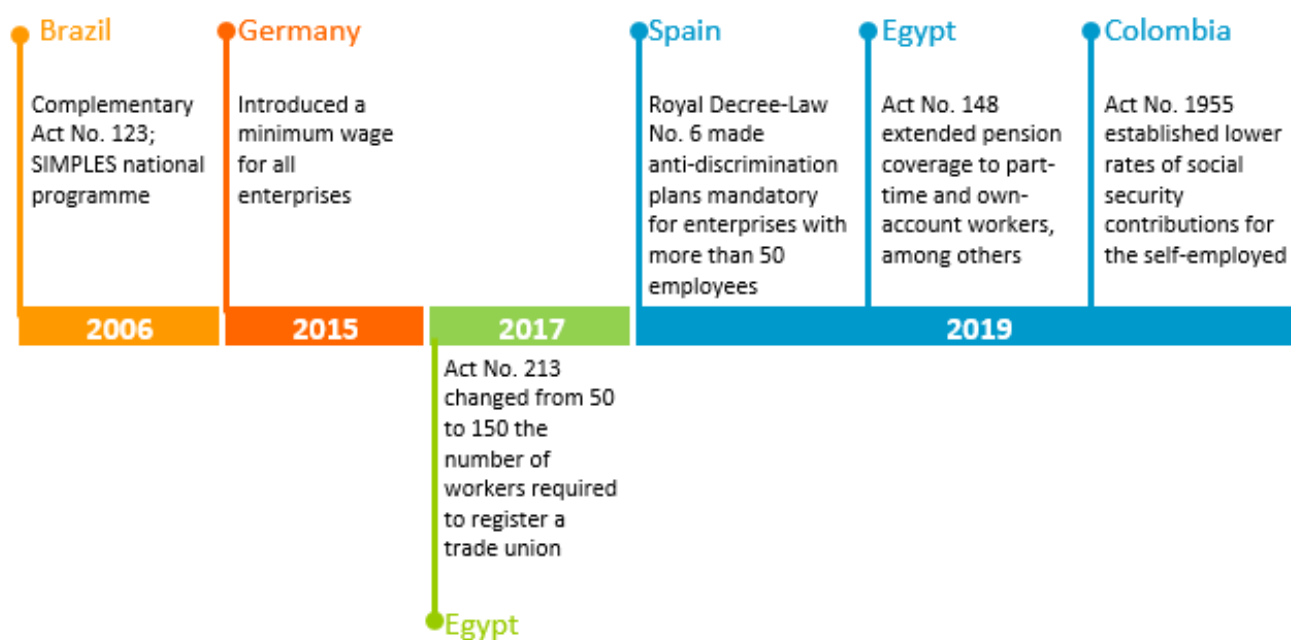 Brazil
Complementary
Act No. 123;
SIMPLES national
programme
Germany
Introduced a
minimum wage
for all
enterprises
Spain
Royal Decree-Law
No. 6 made
anti-discrimination
plans mandatory
for enterprises with
more than 50
employees
Egypt
Act No. 148
extended pension
coverage to part-
time and own-
account workers,
among others
Colombia
Act No. 1955
established lower
rates of social
security
contributions for
the self-employed
2006
2015
2017
2019
Act No. 213
changed from 50
to 150 the
number of
workers required
to register a
trade union
Egypt